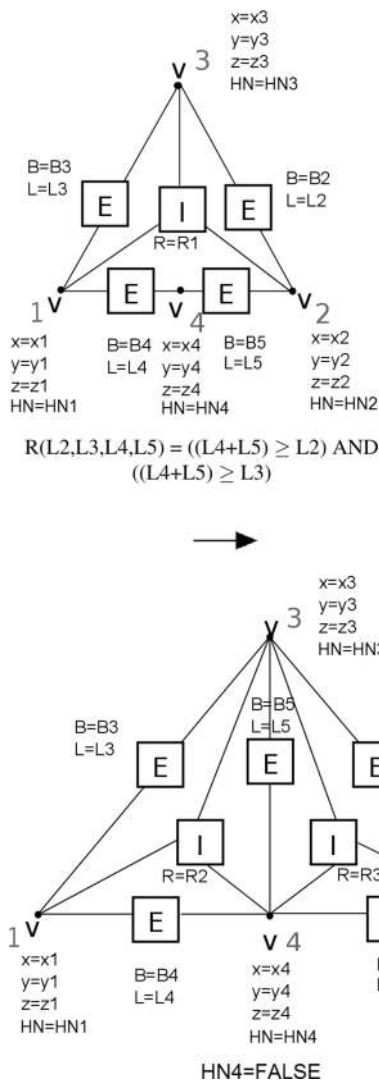 x=x3
y=y3
z=z3
HN=HN3
v 3
B=B3
L=L3
B=B2
L=L2
E
I
E
R=R1
E
E
1 v
v 4
v 2
x=x1
y=y1
z=z1
HN=HN1
B=B4
L=L4
x=x4
y=y4
z=z4
HN=HN4
B=B5
L=L5
x=x2
y=y2
z=z2
HN=HN2
R(L2,L3,L4,L5) = ((L4+L5) ≥ L2) AND
((L4+L5) ≥ L3)
x=x3
y=y3
z=z3
HN=HN3
v 3
B=B3
L=L3
B=B5
L=L5
E
E
E
I
I
R=R2
R=R3
E
1 v
v 4
x=x1
y=y1
z=z1
HN=HN1
B=B4
L=L4
x=x4
y=y4
z=z4
HN=HN4
HN4=FALSE